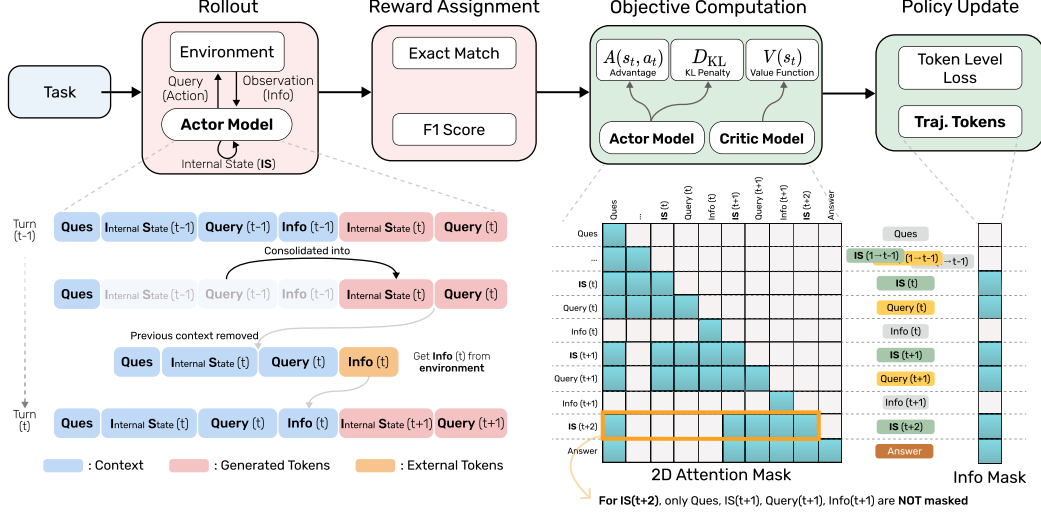 Rollout
Reward Assignment
Objective Computation
Policy Update
Task
Environment
Query
(Action)
Observation
(Info)
Actor Model
Internal State (IS)
Exact Match
F1 Score
A(s_t, a_t)
Advantage
D_KL
KL Penalty
V(s_t)
Value Function
Actor Model
Critic Model
Token Level
Loss
Traj. Tokens
Turn
(t-1)
Ques
Internal State (t-1)
Query (t-1)
Info (t-1)
Internal State (t)
Query (t)
Consolidated into
Ques
Internal State (t-1)
Query (t-1)
Info (t-1)
Internal State (t)
Query (t)
Previous context removed
Ques
Internal State (t)
Query (t)
Info (t)
Get Info (t) from
environment
Turn
(t)
Ques
Internal State (t)
Query (t)
Info (t)
Internal State (t+1)
Query (t+1)
: Context
: Generated Tokens
: External Tokens
Ques
...
IS (t)
Query (t)
Info (t)
IS (t+1)
Query (t+1)
Info (t+1)
IS (t+2)
Answer
Ques
...
IS (t)
Query (t)
Info (t)
IS (t+1)
Query (t+1)
Info (t+1)
IS (t+2)
Answer
2D Attention Mask
Ques
IS (1→t-1)
(1→t-1)
→t-1)
IS (t)
Query (t)
Info (t)
IS (t+1)
Query (t+1)
Info (t+1)
IS (t+2)
Answer
Info Mask
For IS(t+2), only Ques, IS(t+1), Query(t+1), Info(t+1) are NOT masked